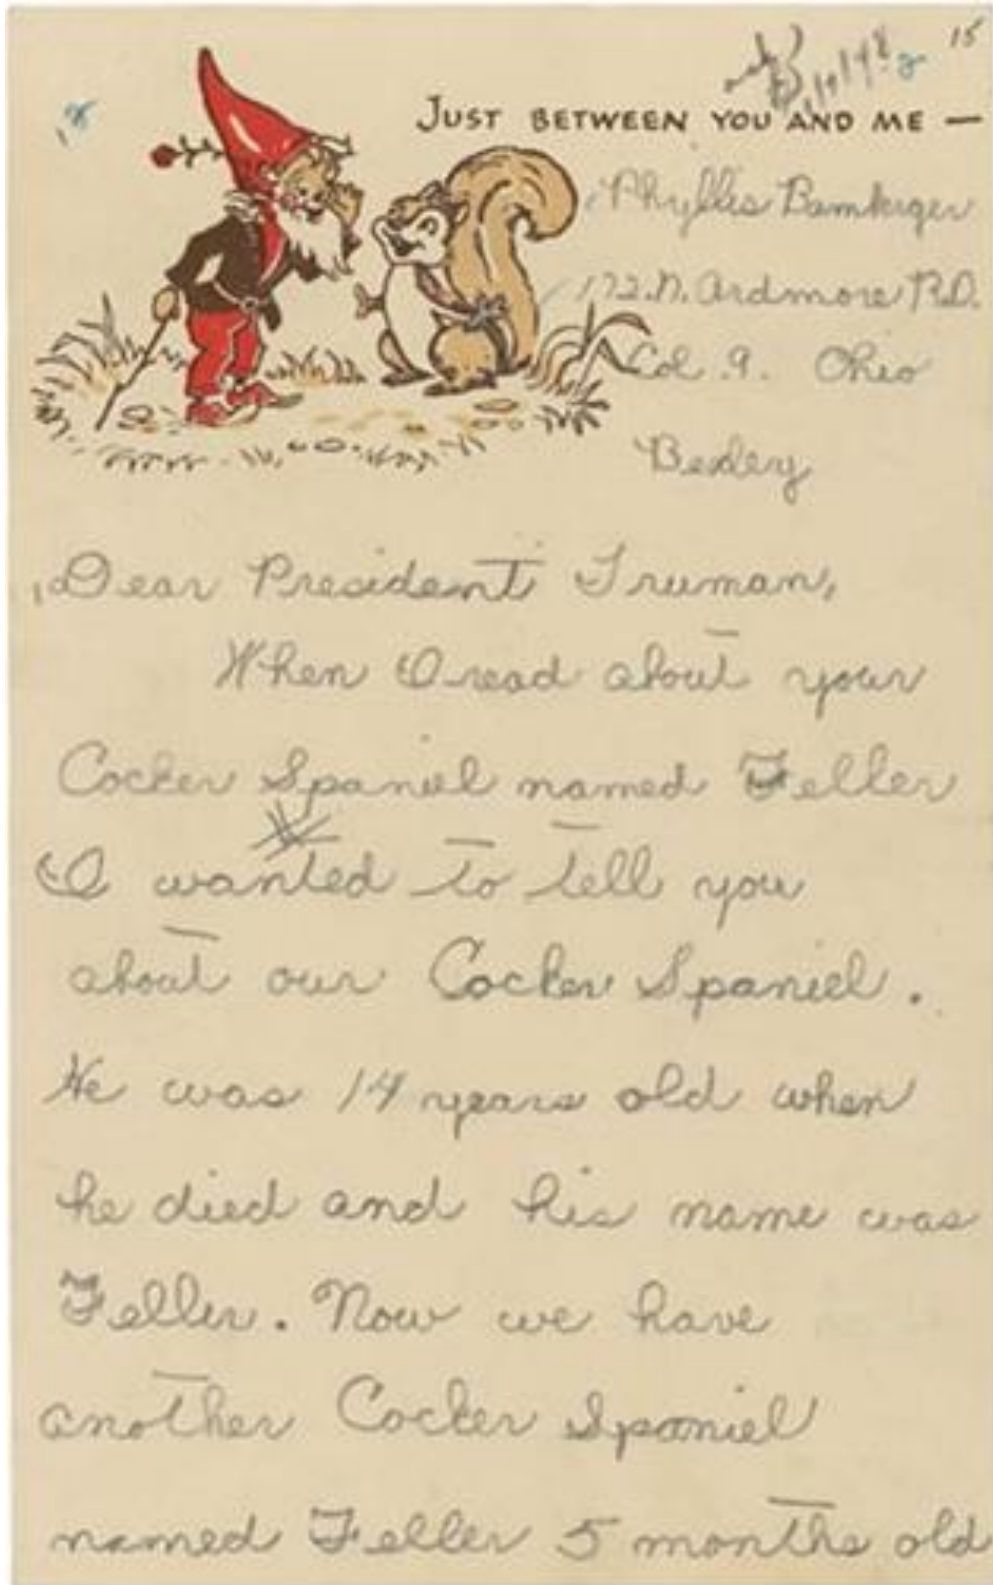 15
JUST BETWEEN YOU AND ME —
Phyllis Bamberger
172 N. Ardmore RD.
Col. 9. Ohio
Bexley
Dear President Truman,
When I read about your
Cocker Spaniel named Feller
I wanted to tell you
about our Cocker Spaniel.
He was 14 years old when
he died and his name was
Feller. Now we have
another Cocker Spaniel
named Feller 5 months old